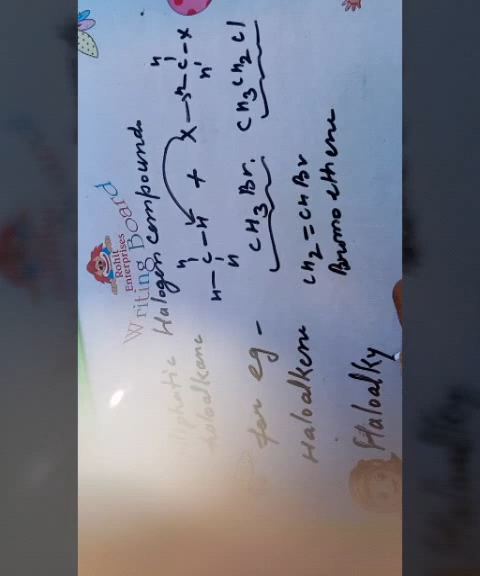 Rohit
Enterprises
Writing Board
Aliphatic Halogen compound
Haloalkane H-C-H + X → H-C-X
H H
H H
for eg - CH3Br. CH3CH2Cl
Haloalkene CH2=CHBr
Bromo ethene
Haloalky